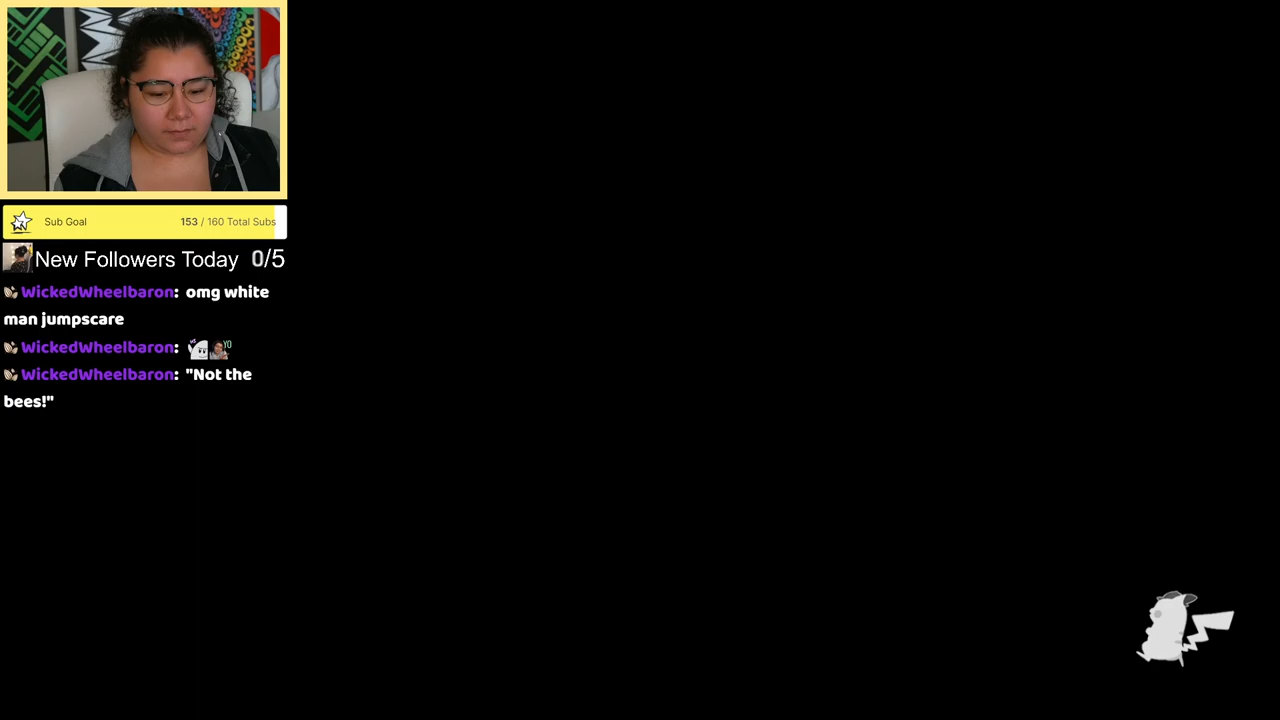 Sub Goal 153 / 160 Total Subs
New Followers Today 0/5
WickedWheelbaron: omg white
man jumpscare
WickedWheelbaron: YO
WickedWheelbaron: "Not the
bees!"